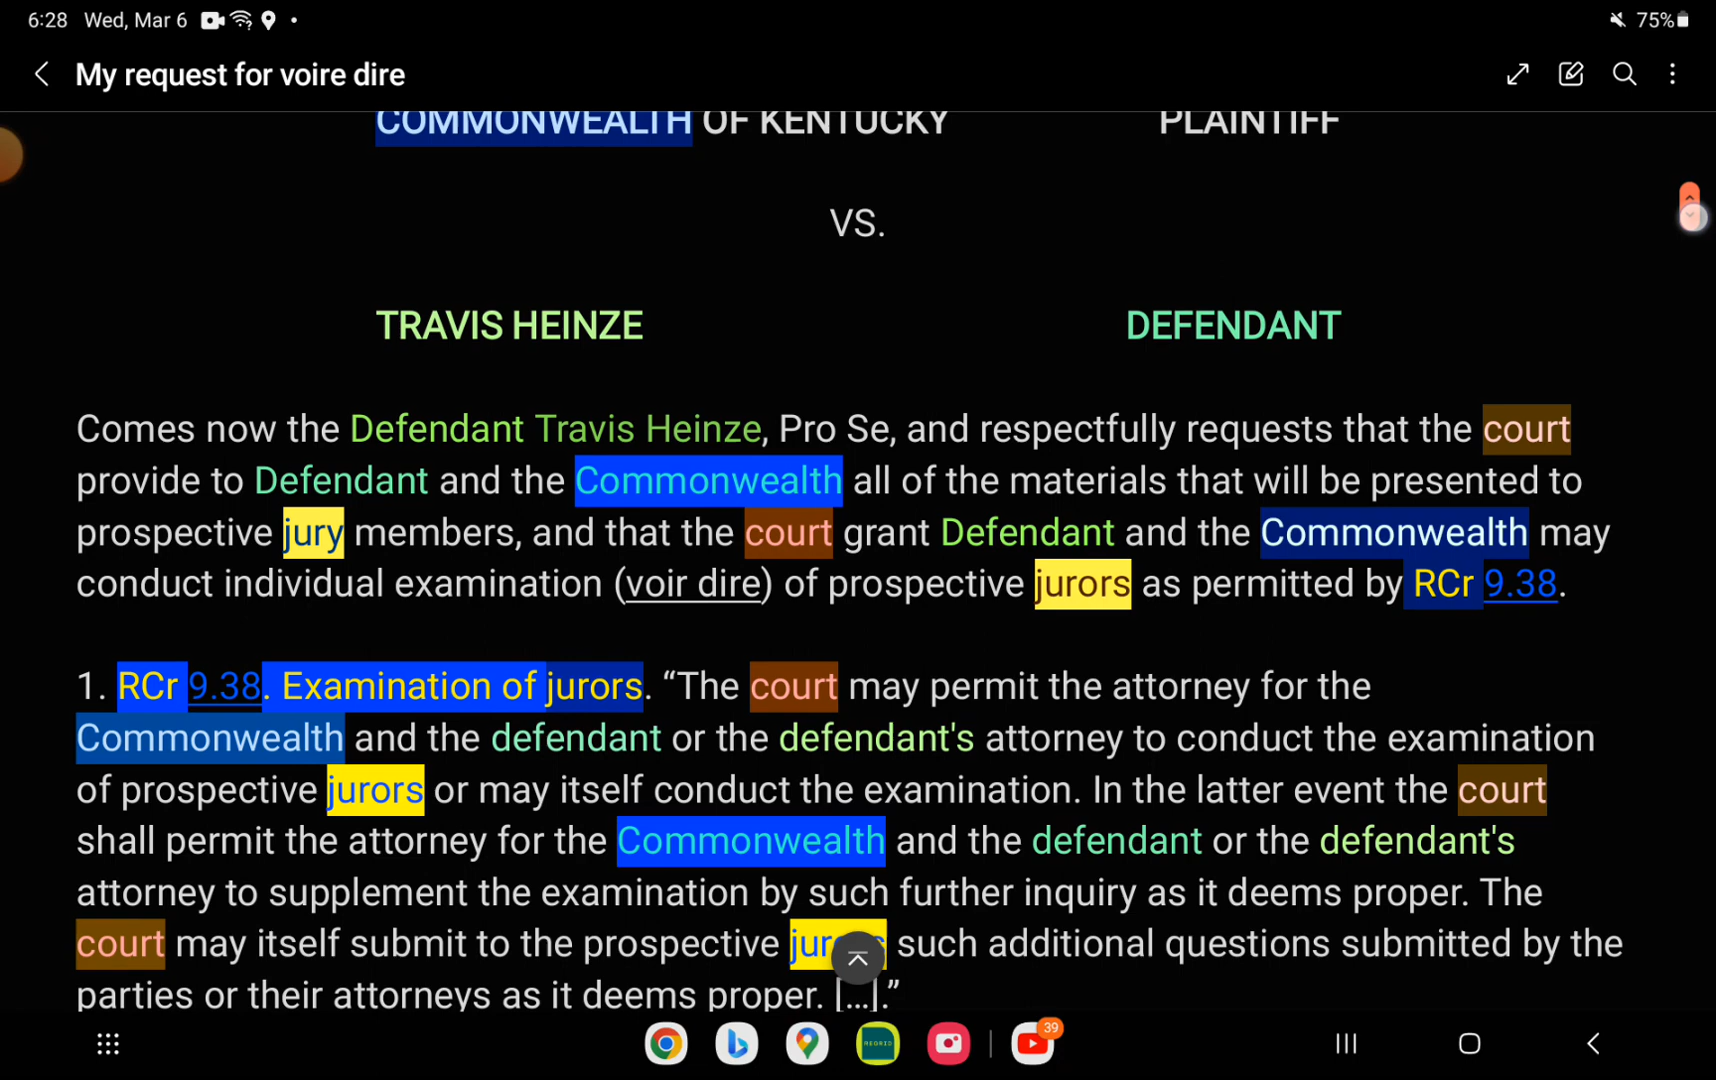 6:28 Wed, Mar 6
75%
My request for voire dire
COMMONWEALTH OF KENTUCKY PLAINTIFF
VS.
TRAVIS HEINZE DEFENDANT
Comes now the Defendant Travis Heinze, Pro Se, and respectfully requests that the court
provide to Defendant and the Commonwealth all of the materials that will be presented to
prospective jury members, and that the court grant Defendant and the Commonwealth may
conduct individual examination (voir dire) of prospective jurors as permitted by RCr 9.38.
1. RCr 9.38. Examination of jurors. “The court may permit the attorney for the
Commonwealth and the defendant or the defendant's attorney to conduct the examination
of prospective jurors or may itself conduct the examination. In the latter event the court
shall permit the attorney for the Commonwealth and the defendant or the defendant's
attorney to supplement the examination by such further inquiry as it deems proper. The
court may itself submit to the prospective jurors such additional questions submitted by the
parties or their attorneys as it deems proper. [...].”
39